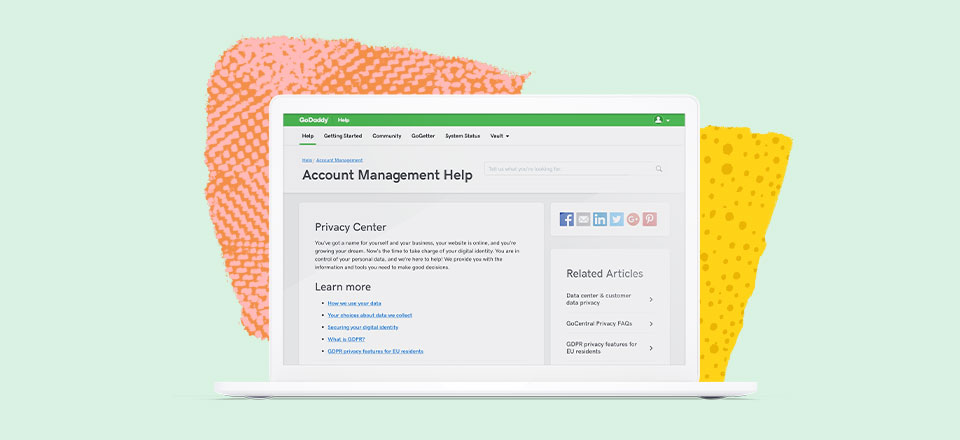 GoDaddy Help
Help Getting Started Community GoGetter System Status Vault
Help | Account Management
Account Management Help
Tell us what you're looking for.
Privacy Center
You've got a name for yourself and your business, your website is online, and you're
growing your dream. Now's the time to take charge of your digital identity. You are in
control of your personal data, and we're here to help! We provide you with the
information and tools you need to make good decisions.
Learn more
How we use your data
Your choices about data we collect
Securing your digital identity
What is GDPR?
GDPR privacy features for EU residents
Related Articles
Data center & customer
data privacy
GoCentral Privacy FAQs
GDPR privacy features for
EU residents